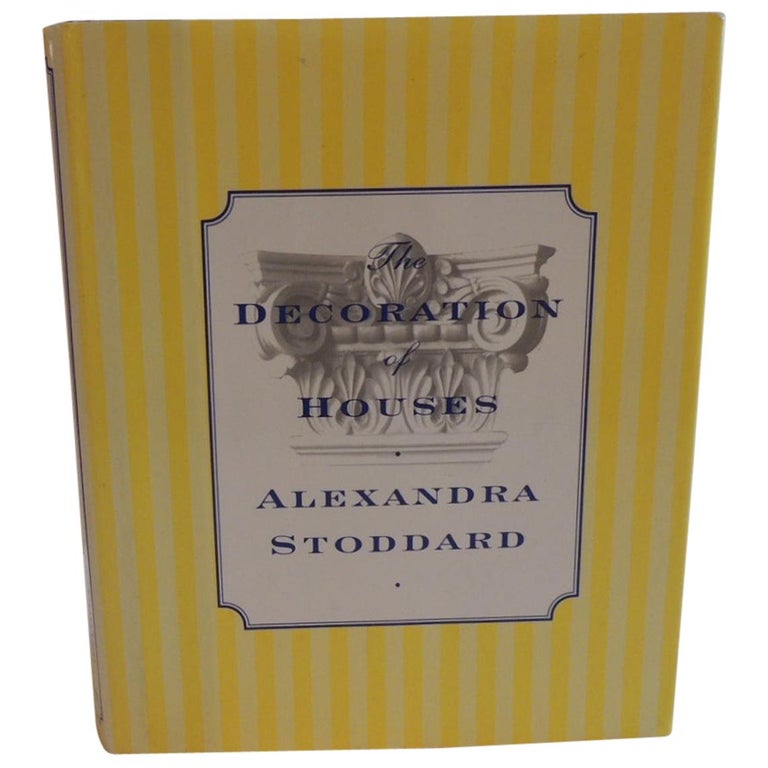 The
DECORATION
of
HOUSES
ALEXANDRA
STODDARD